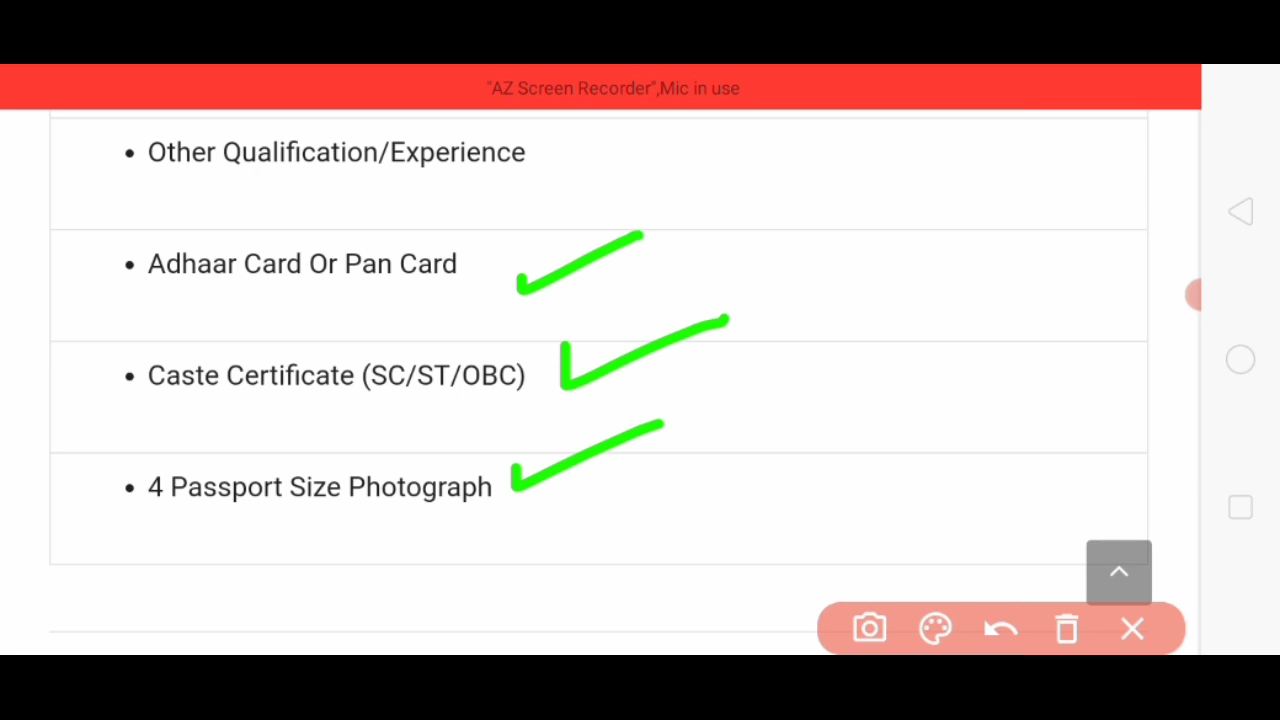 "AZ Screen Recorder",Mic in use
• Other Qualification/Experience
• Adhaar Card Or Pan Card
• Caste Certificate (SC/ST/OBC)
• 4 Passport Size Photograph